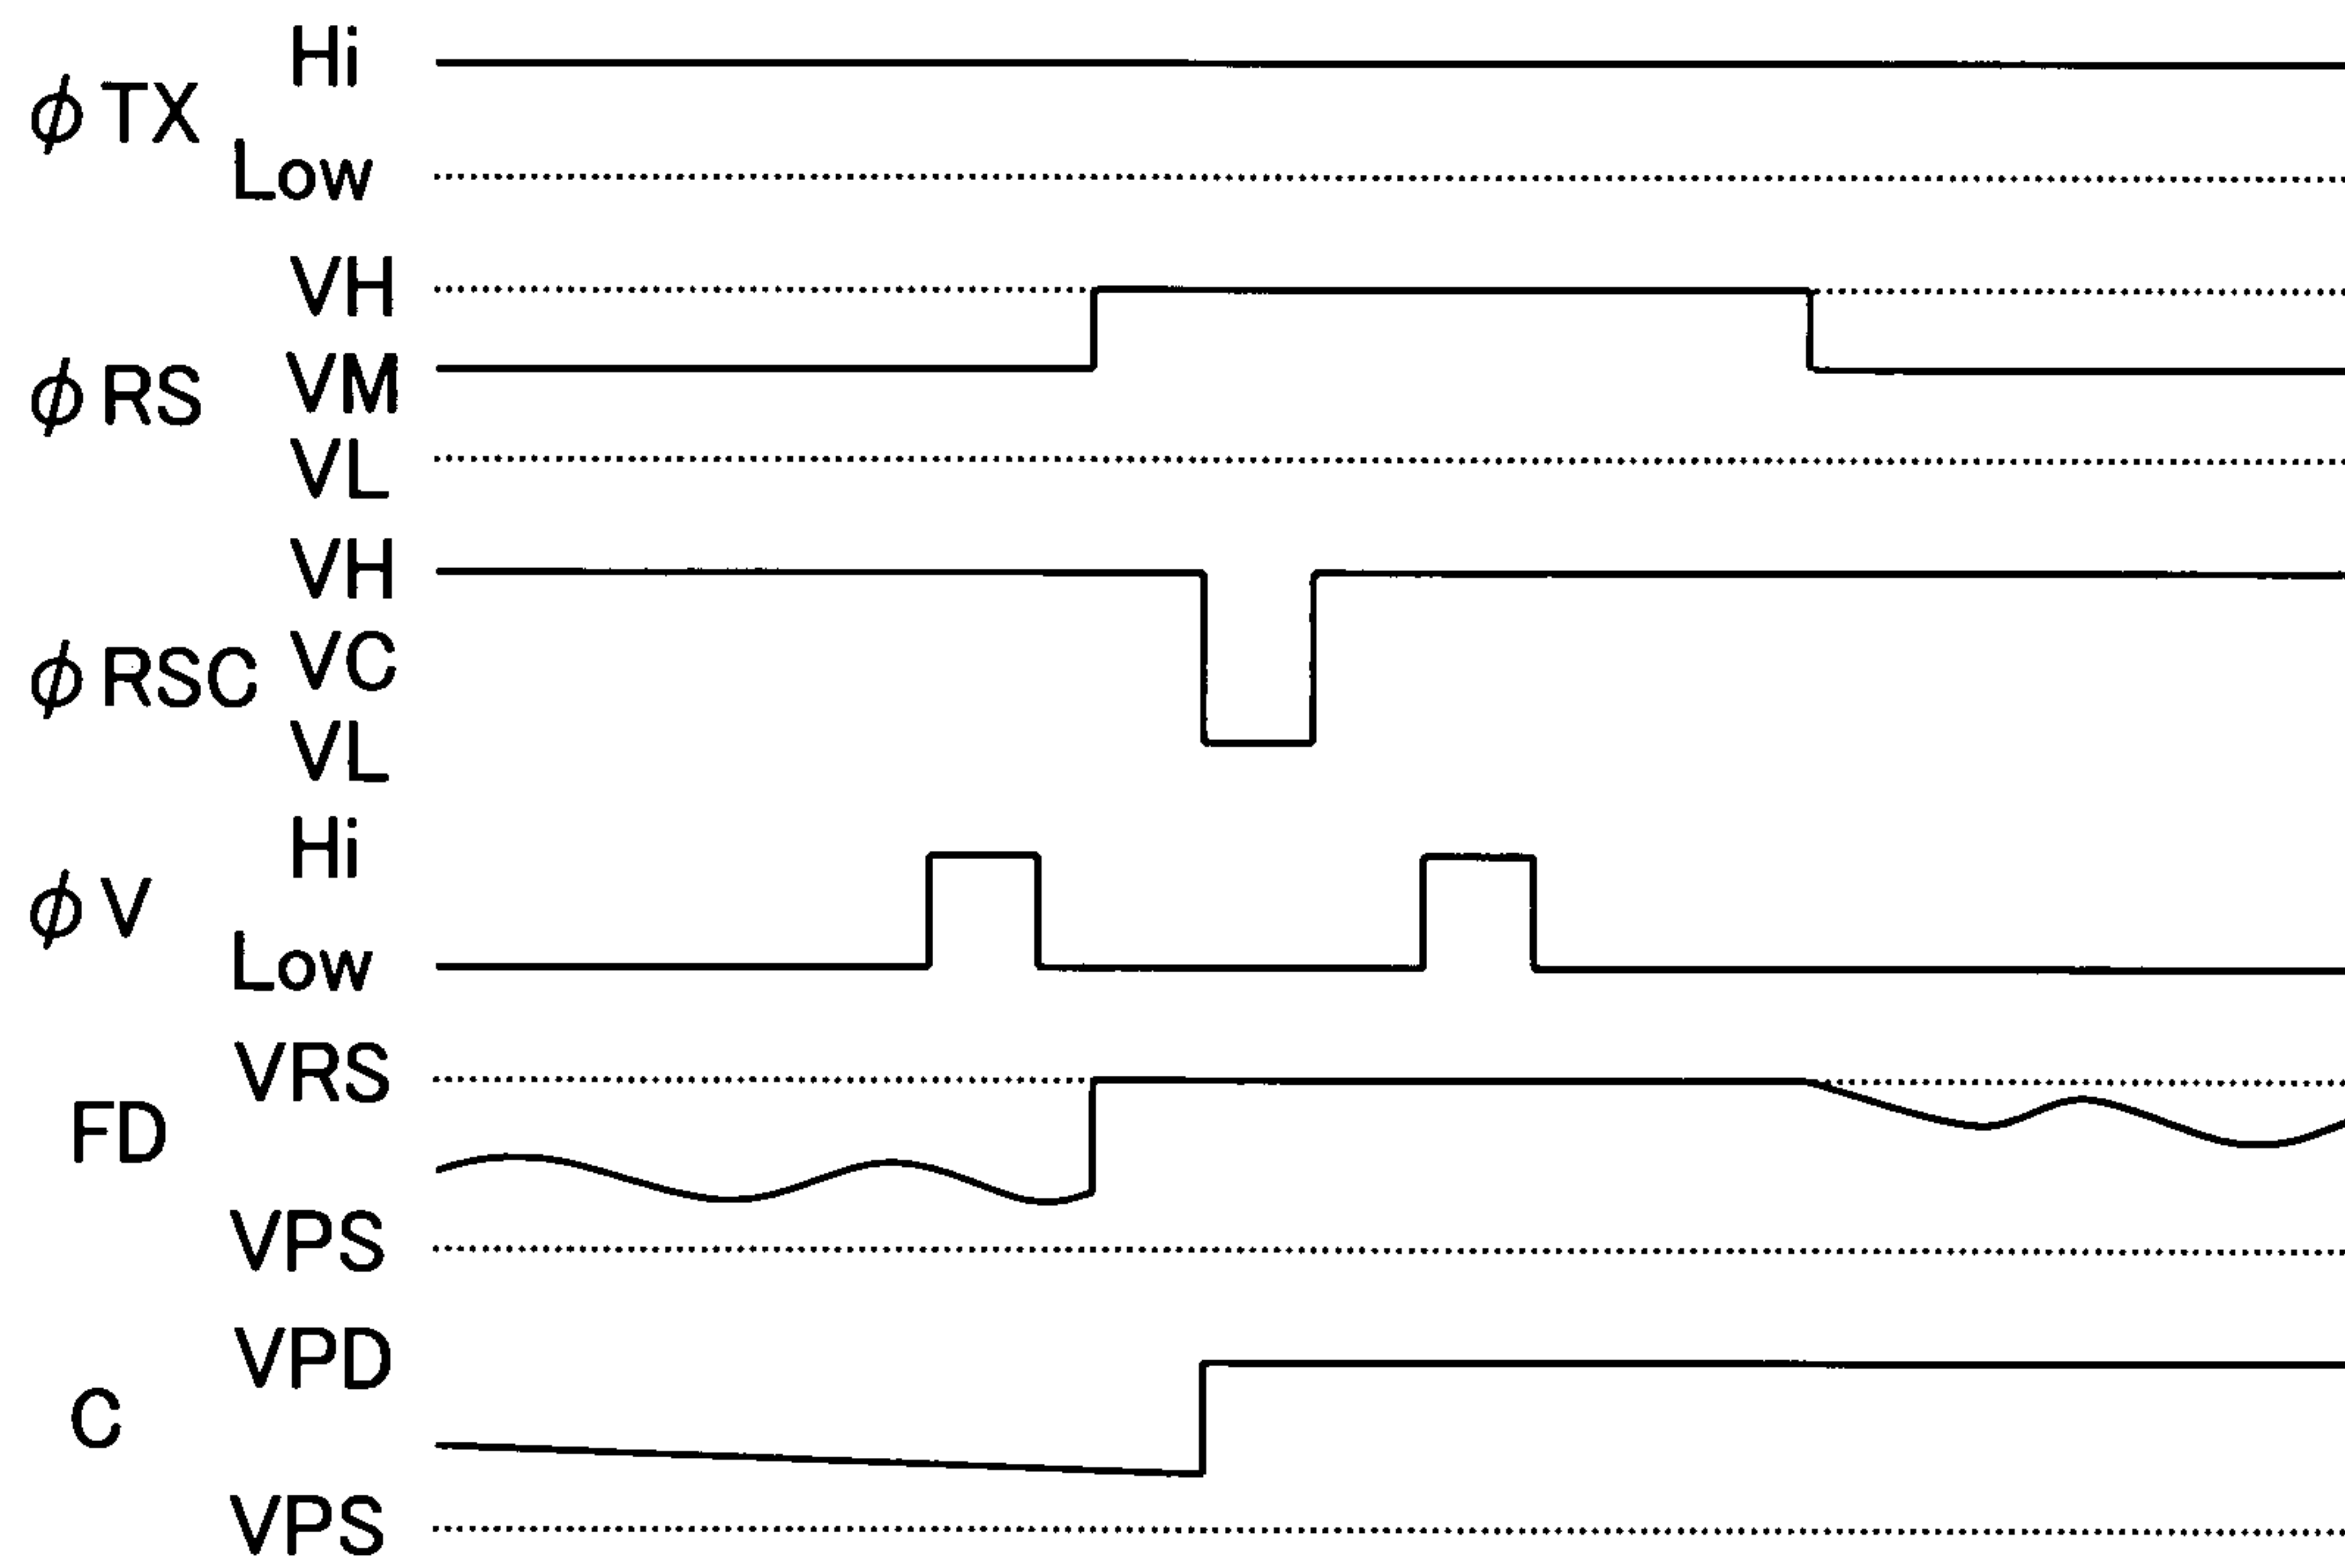 Hi
ϕTX
Low
VH
ϕRS VM
VL
VH
ϕRSC VC
VL
Hi
ϕV
Low
VRS
FD
VPS
VPD
C
VPS